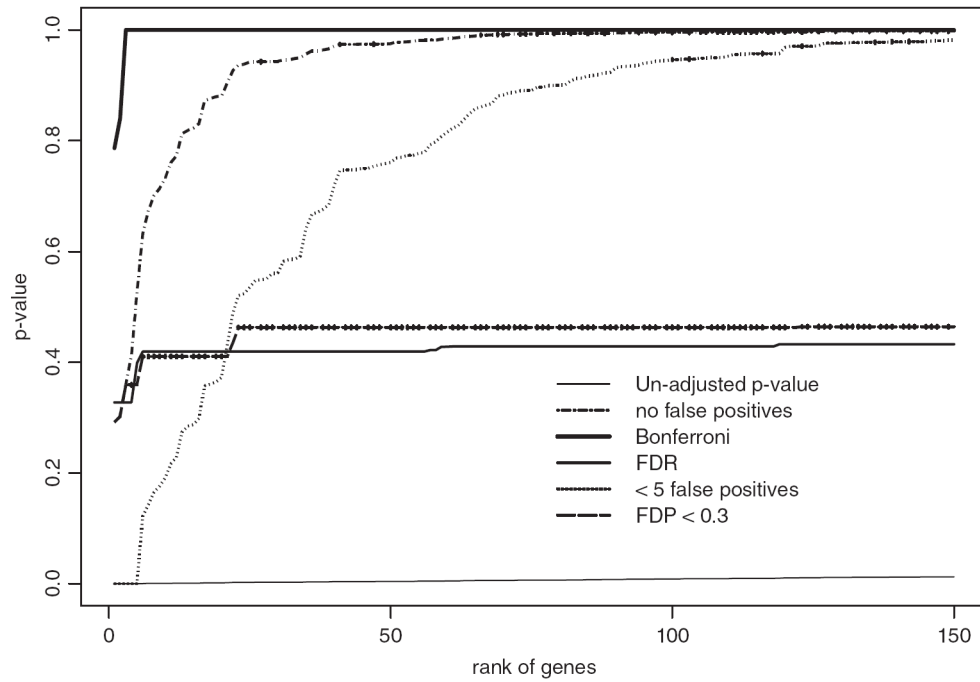 1.0
0.8
0.6
0.4
0.2
0.0
p-value
Un-adjusted p-value
no false positives
Bonferroni
FDR
< 5 false positives
FDP < 0.3
0
50
100
150
rank of genes